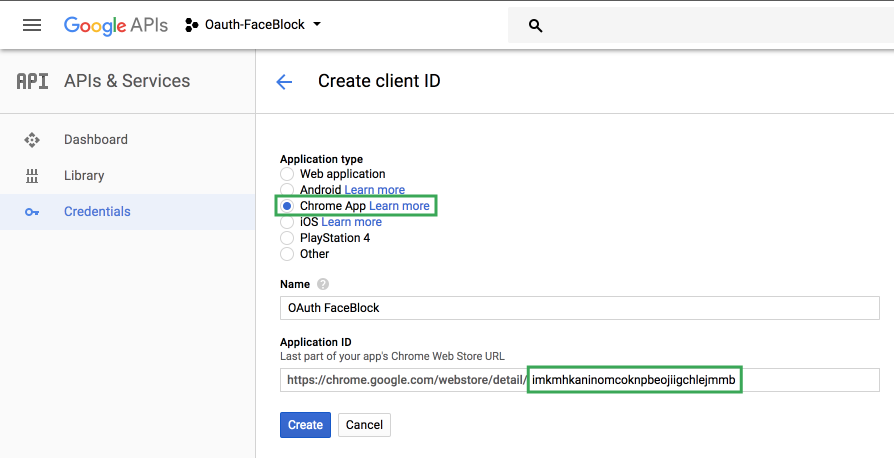 Google APIs Oauth-FaceBlock
API APIs & Services Create client ID
Dashboard
Library
Credentials
Application type
Web application
Android Learn more
Chrome App Learn more
iOS Learn more
PlayStation 4
Other
Name ?
OAuth FaceBlock
Application ID
Last part of your app's Chrome Web Store URL
https://chrome.google.com/webstore/detail/ imkmhkaninomcoknpbeojiigchlejmmb
Create Cancel